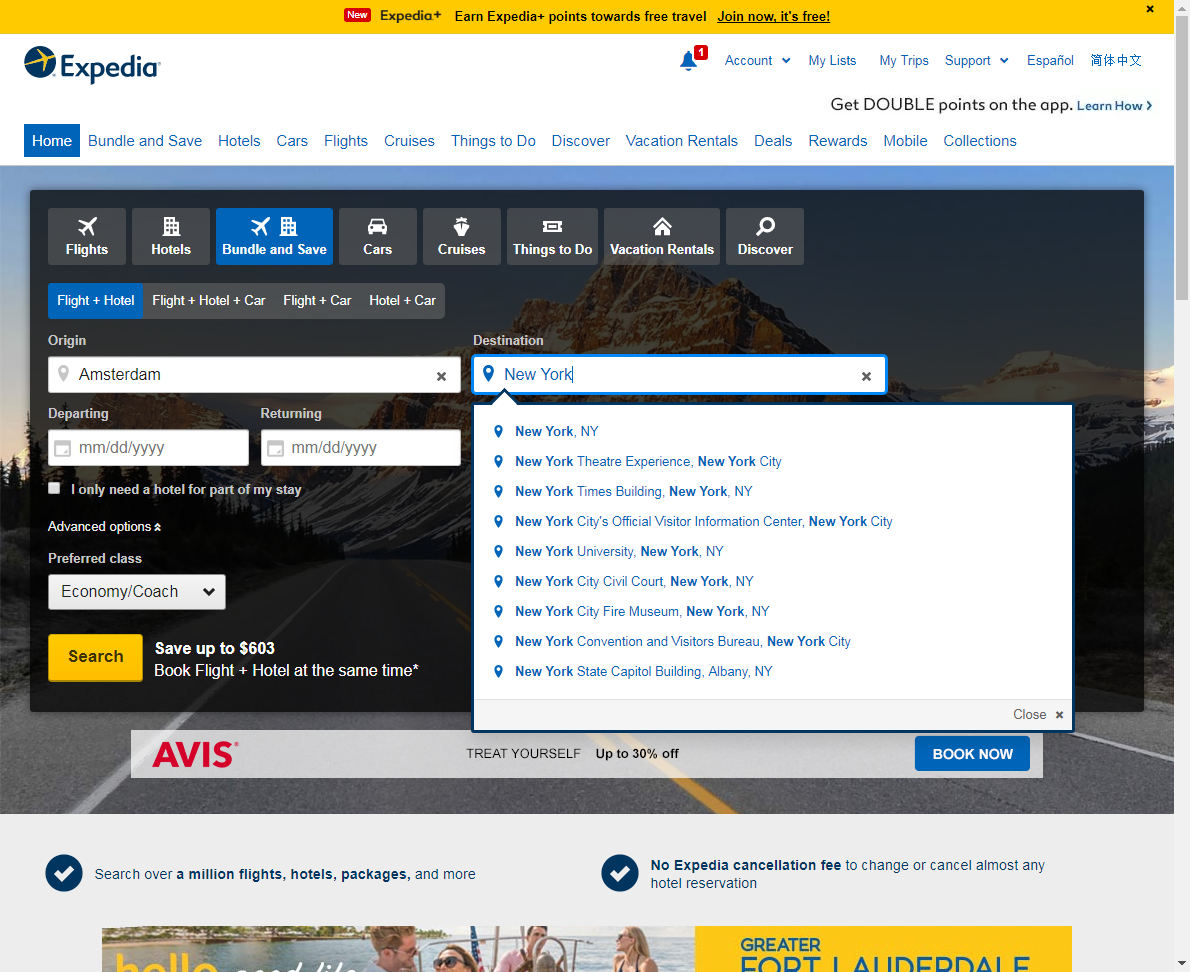 New Expedia+ Earn Expedia+ points towards free travel Join now, it's free!
Expedia
1
Account My Lists My Trips Support Español 简体中文
Get DOUBLE points on the app. Learn How
Home Bundle and Save Hotels Cars Flights Cruises Things to Do Discover Vacation Rentals Deals Rewards Mobile Collections
Flights Hotels Bundle and Save Cars Cruises Things to Do Vacation Rentals Discover
Flight + Hotel Flight + Hotel + Car Flight + Car Hotel + Car
Origin Destination
Amsterdam New York
Departing Returning
mm/dd/yyyy mm/dd/yyyy
I only need a hotel for part of my stay
Advanced options
Preferred class
Economy/Coach
Search
Save up to $603
Book Flight + Hotel at the same time*
New York, NY
New York Theatre Experience, New York City
New York Times Building, New York, NY
New York City's Official Visitor Information Center, New York City
New York University, New York, NY
New York City Civil Court, New York, NY
New York City Fire Museum, New York, NY
New York Convention and Visitors Bureau, New York City
New York State Capitol Building, Albany, NY
Close
AVIS TREAT YOURSELF Up to 30% off BOOK NOW
Search over a million flights, hotels, packages, and more
No Expedia cancellation fee to change or cancel almost any
hotel reservation
hello good life
GREATER
FORT LAUDERDALE